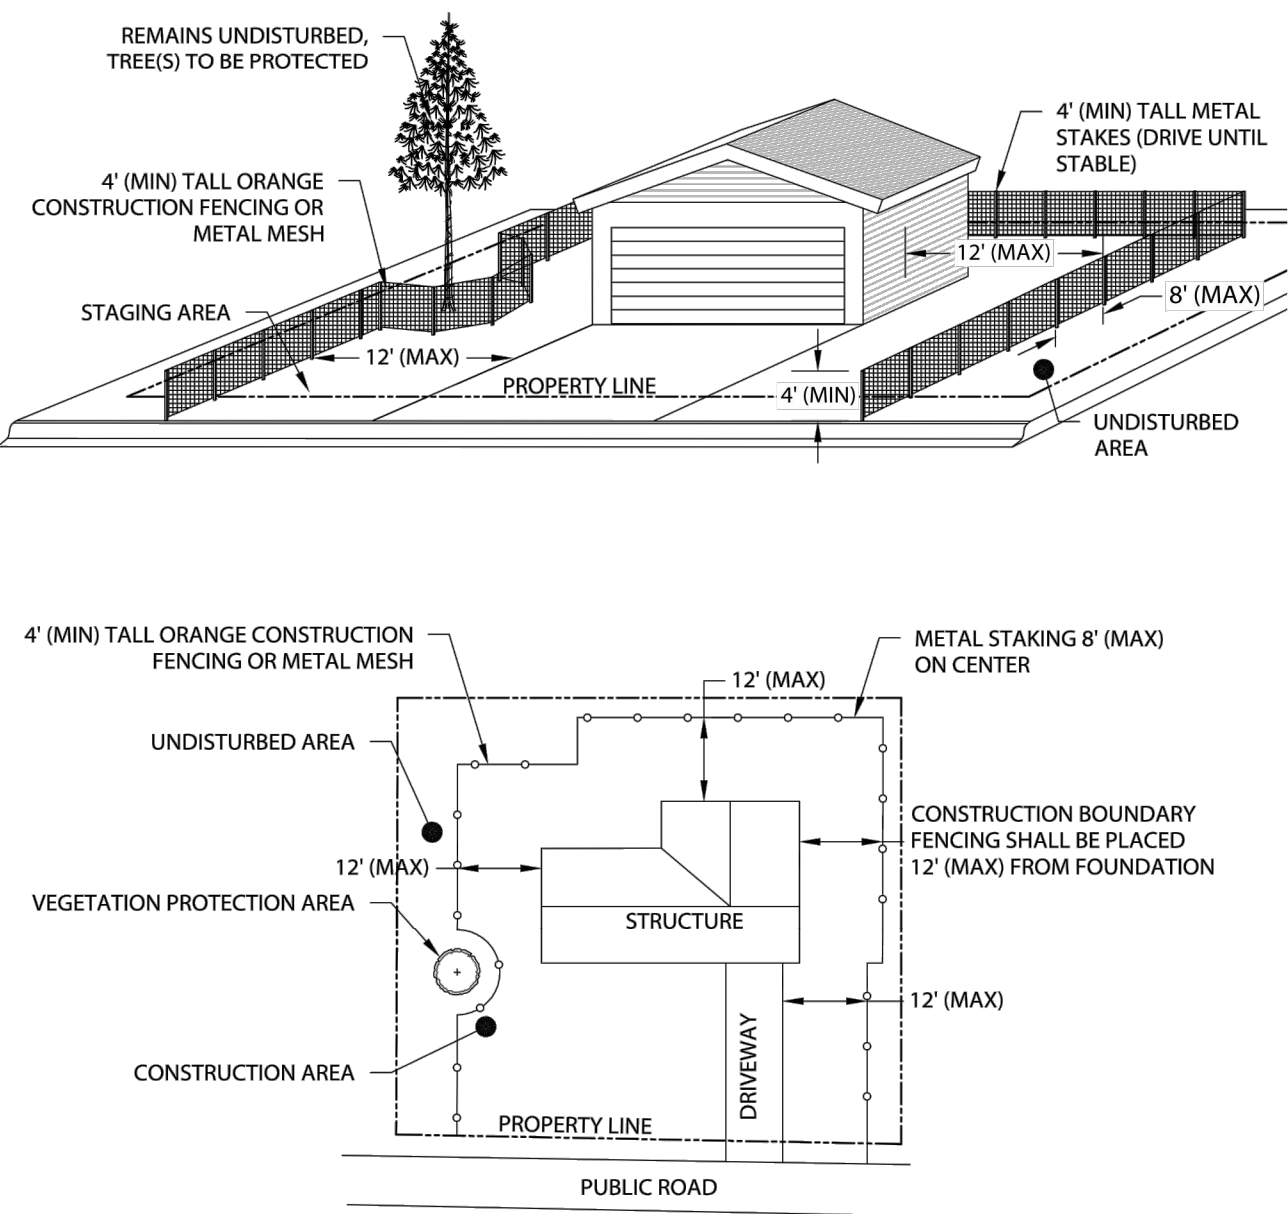 REMAINS UNDISTURBED,
TREE(S) TO BE PROTECTED
4' (MIN) TALL METAL
STAKES (DRIVE UNTIL
STABLE)
4' (MIN) TALL ORANGE
CONSTRUCTION FENCING OR
METAL MESH
12' (MAX)
8' (MAX)
STAGING AREA
12' (MAX)
PROPERTY LINE
4' (MIN)
UNDISTURBED
AREA
4' (MIN) TALL ORANGE CONSTRUCTION
FENCING OR METAL MESH
METAL STAKING 8' (MAX)
ON CENTER
12' (MAX)
UNDISTURBED AREA
CONSTRUCTION BOUNDARY
FENCING SHALL BE PLACED
12' (MAX) FROM FOUNDATION
12' (MAX)
VEGETATION PROTECTION AREA
STRUCTURE
12' (MAX)
DRIVEWAY
CONSTRUCTION AREA
PROPERTY LINE
PUBLIC ROAD